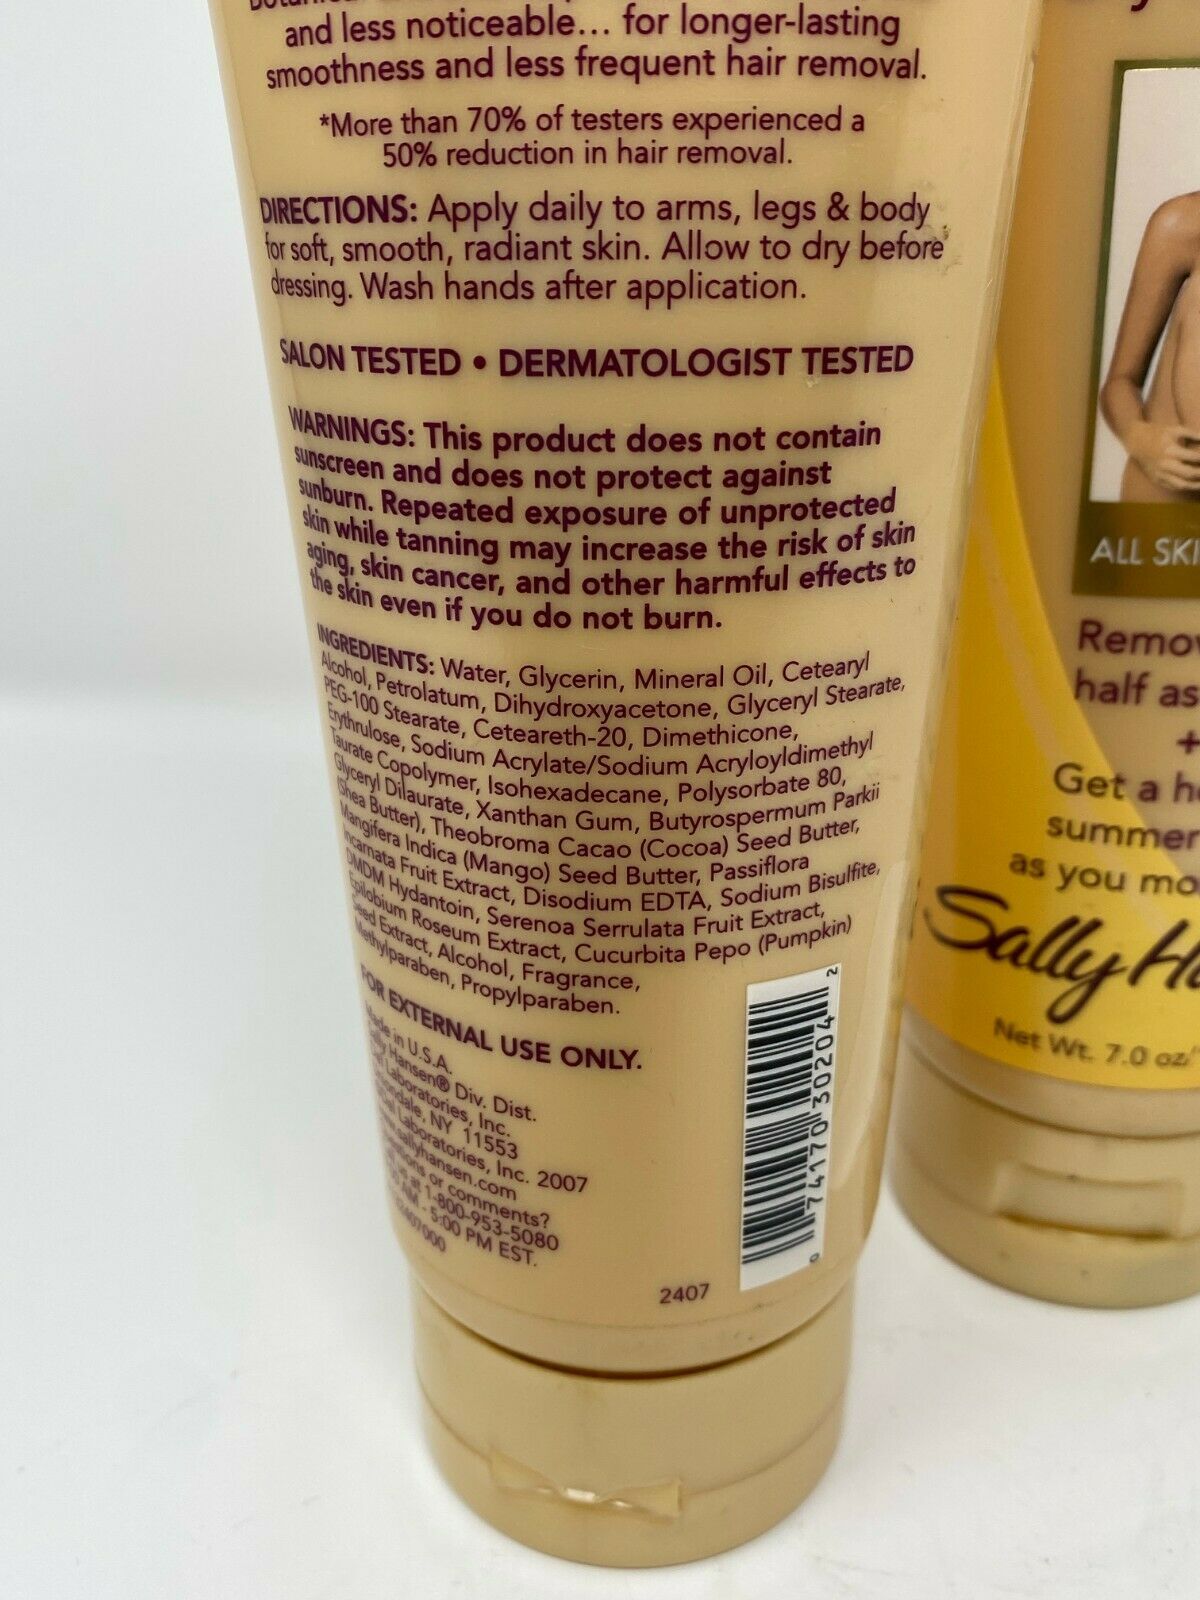 and less noticeable... for longer-lasting
smoothness and less frequent hair removal.
*More than 70% of testers experienced a
50% reduction in hair removal.
DIRECTIONS: Apply daily to arms, legs & body
for soft, smooth, radiant skin. Allow to dry before
dressing. Wash hands after application.
SALON TESTED • DERMATOLOGIST TESTED
WARNINGS: This product does not contain
sunscreen and does not protect against
sunburn. Repeated exposure of unprotected
skin while tanning may increase the risk of skin
aging, skin cancer, and other harmful effects to
the skin even if you do not burn.
INGREDIENTS: Water, Glycerin, Mineral Oil, Cetearyl
Alcohol, Petrolatum, Dihydroxyacetone, Glyceryl Stearate,
PEG-100 Stearate, Ceteareth-20, Dimethicone,
Erythrulose, Sodium Acrylate/Sodium Acryloyldimethyl
Taurate Copolymer, Isohexadecane, Polysorbate 80,
Glyceryl Dilaurate, Xanthan Gum, Butyrospermum Parkii
(Shea Butter), Theobroma Cacao (Cocoa) Seed Butter,
Mangifera Indica (Mango) Seed Butter, Passiflora
Incarnata Fruit Extract, Disodium EDTA, Sodium Bisulfite,
DMDM Hydantoin, Serenoa Serrulata Fruit Extract,
Epilobium Roseum Extract, Cucurbita Pepo (Pumpkin)
Seed Extract, Alcohol, Fragrance,
Methylparaben, Propylparaben.
FOR EXTERNAL USE ONLY.
Made in U.S.A.
Sally Hansen® Div. Dist.
Laboratories, Inc.
NY 11553
Laboratories, Inc. 2007
or comments?
at 1-800-953-5080
AM - 5:00 PM EST.
2407
0 74170 30204 2
ALL SKI
Remov
half as
+
Get a h
summer
as you mo
Sally H
Net Wt. 7.0 oz/